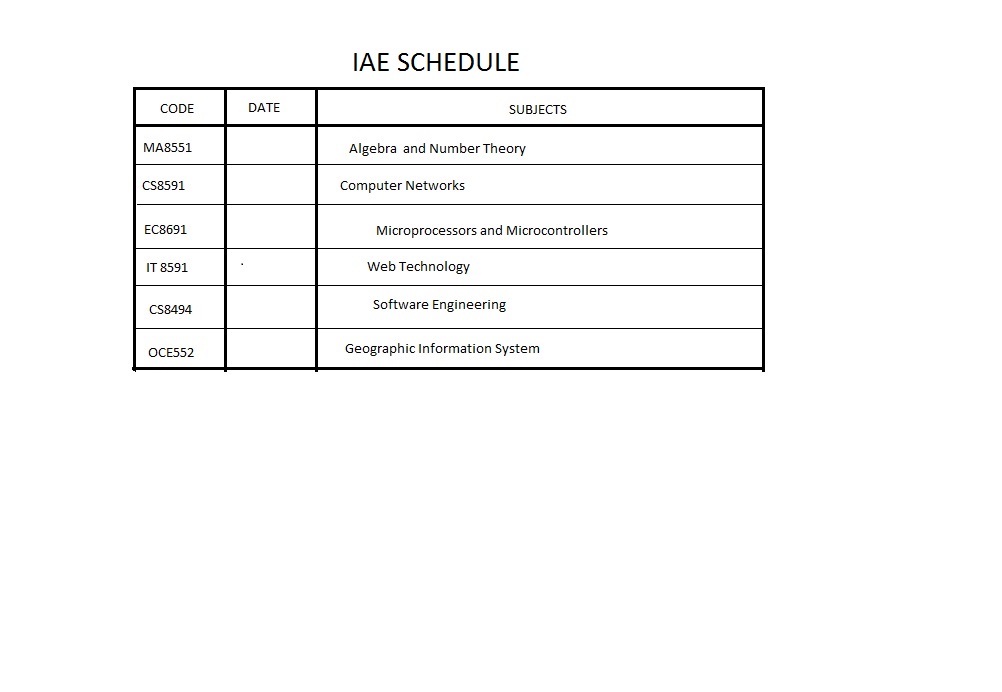 IAE SCHEDULE
CODE DATE SUBJECTS
MA8551 Algebra and Number Theory
CS8591 Computer Networks
EC8691 Microprocessors and Microcontrollers
IT 8591 Web Technology
CS8494 Software Engineering
OCE552 Geographic Information System